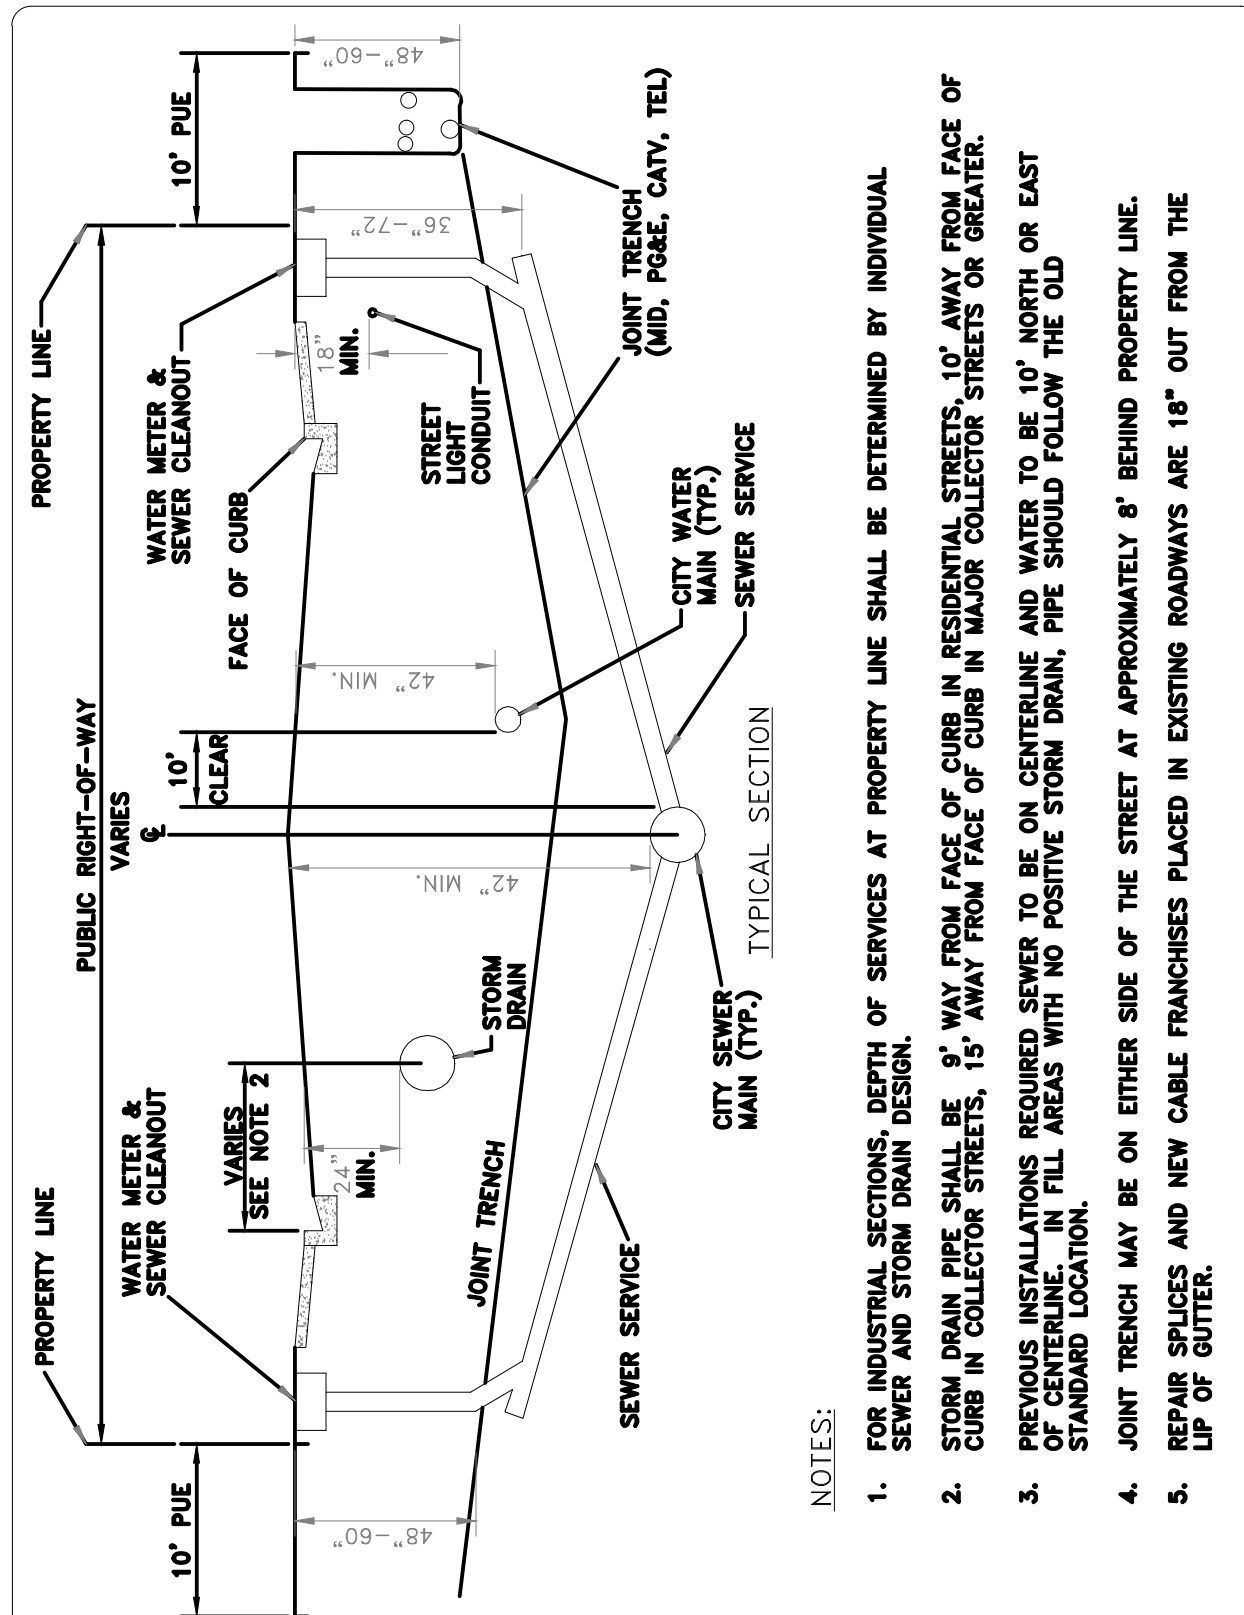 PROPERTY LINE
PROPERTY LINE
PUBLIC RIGHT-OF-WAY
VARIES
10' PUE
10' PUE
WATER METER &
SEWER CLEANOUT
WATER METER &
SEWER CLEANOUT
VARIES
SEE NOTE 2
℄
10'
CLEAR
FACE OF CURB
24"
MIN.
18"
MIN.
48"-60"
42" MIN.
42" MIN.
36"-72"
48"-60"
STORM
DRAIN
STREET
LIGHT
CONDUIT
JOINT TRENCH
JOINT TRENCH
(MID, PG&E, CATV, TEL)
SEWER SERVICE
CITY SEWER
MAIN (TYP.)
CITY WATER
MAIN (TYP.)
SEWER SERVICE
TYPICAL SECTION
NOTES:
1. FOR INDUSTRIAL SECTIONS, DEPTH OF SERVICES AT PROPERTY LINE SHALL BE DETERMINED BY INDIVIDUAL
SEWER AND STORM DRAIN DESIGN.
2. STORM DRAIN PIPE SHALL BE 9' WAY FROM FACE OF CURB IN RESIDENTIAL STREETS, 10' AWAY FROM FACE OF
CURB IN COLLECTOR STREETS, 15' AWAY FROM FACE OF CURB IN MAJOR COLLECTOR STREETS OR GREATER.
3. PREVIOUS INSTALLATIONS REQUIRED SEWER TO BE ON CENTERLINE AND WATER TO BE 10' NORTH OR EAST
OF CENTERLINE. IN FILL AREAS WITH NO POSITIVE STORM DRAIN, PIPE SHOULD FOLLOW THE OLD
STANDARD LOCATION.
4. JOINT TRENCH MAY BE ON EITHER SIDE OF THE STREET AT APPROXIMATELY 8' BEHIND PROPERTY LINE.
5. REPAIR SPLICES AND NEW CABLE FRANCHISES PLACED IN EXISTING ROADWAYS ARE 18" OUT FROM THE
LIP OF GUTTER.